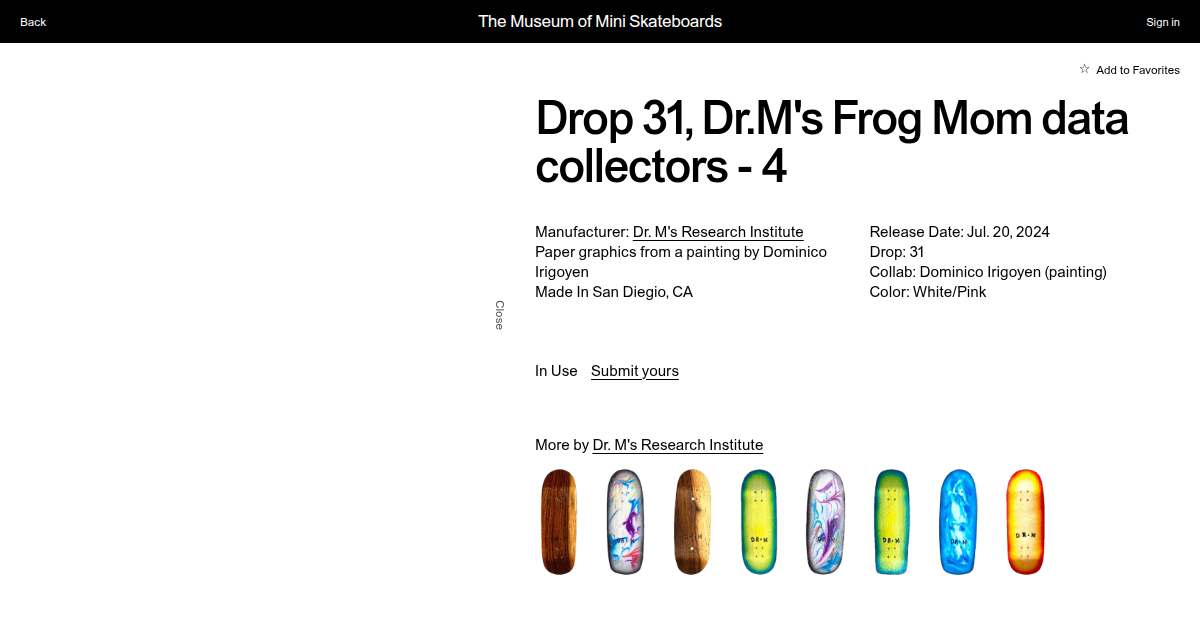 Back
The Museum of Mini Skateboards
Sign in
☆ Add to Favorites
Drop 31, Dr.M's Frog Mom data
collectors - 4
Manufacturer: Dr. M's Research Institute
Paper graphics from a painting by Dominico
Irigoyen
Made In San Diegio, CA
Release Date: Jul. 20, 2024
Drop: 31
Collab: Dominico Irigoyen (painting)
Color: White/Pink
Close
In Use Submit yours
More by Dr. M's Research Institute